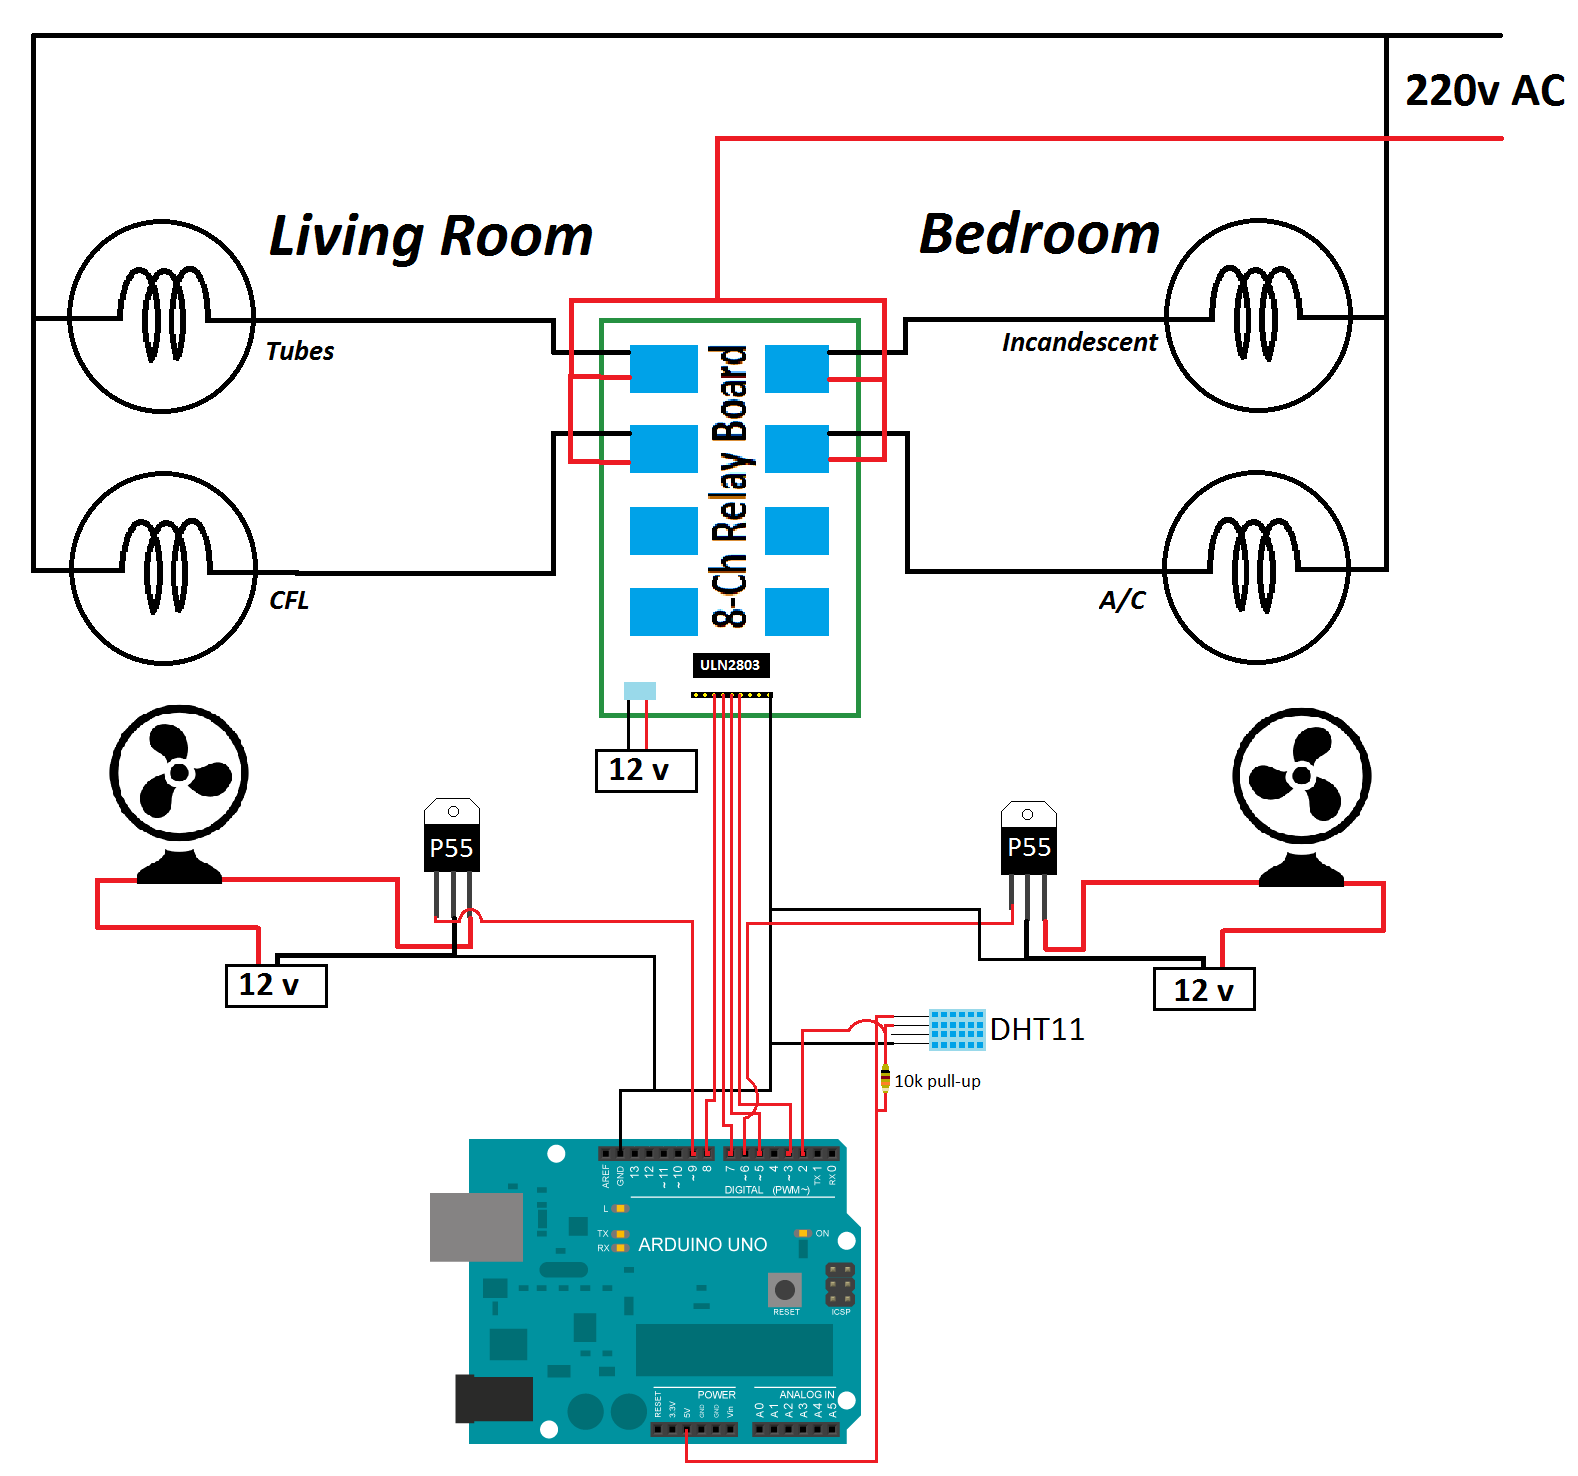 220v AC
Living Room
Bedroom
Tubes
Incandescent
8-Ch Relay Board
CFL
A/C
ULN2803
12 v
P55
P55
12 v
12 v
DHT11
10k pull-up
AREF
GND
13
12
~11
~10
~9
8
7
~6
~5
4
~3
2
TX 1
RX 0
DIGITAL (PWM~)
L
TX
RX
ON
ARDUINO UNO
RESET
ICSP
POWER
ANALOG IN
RESET
3.3V
5V
GND
GND
Vin
A0
A1
A2
A3
A4
A5